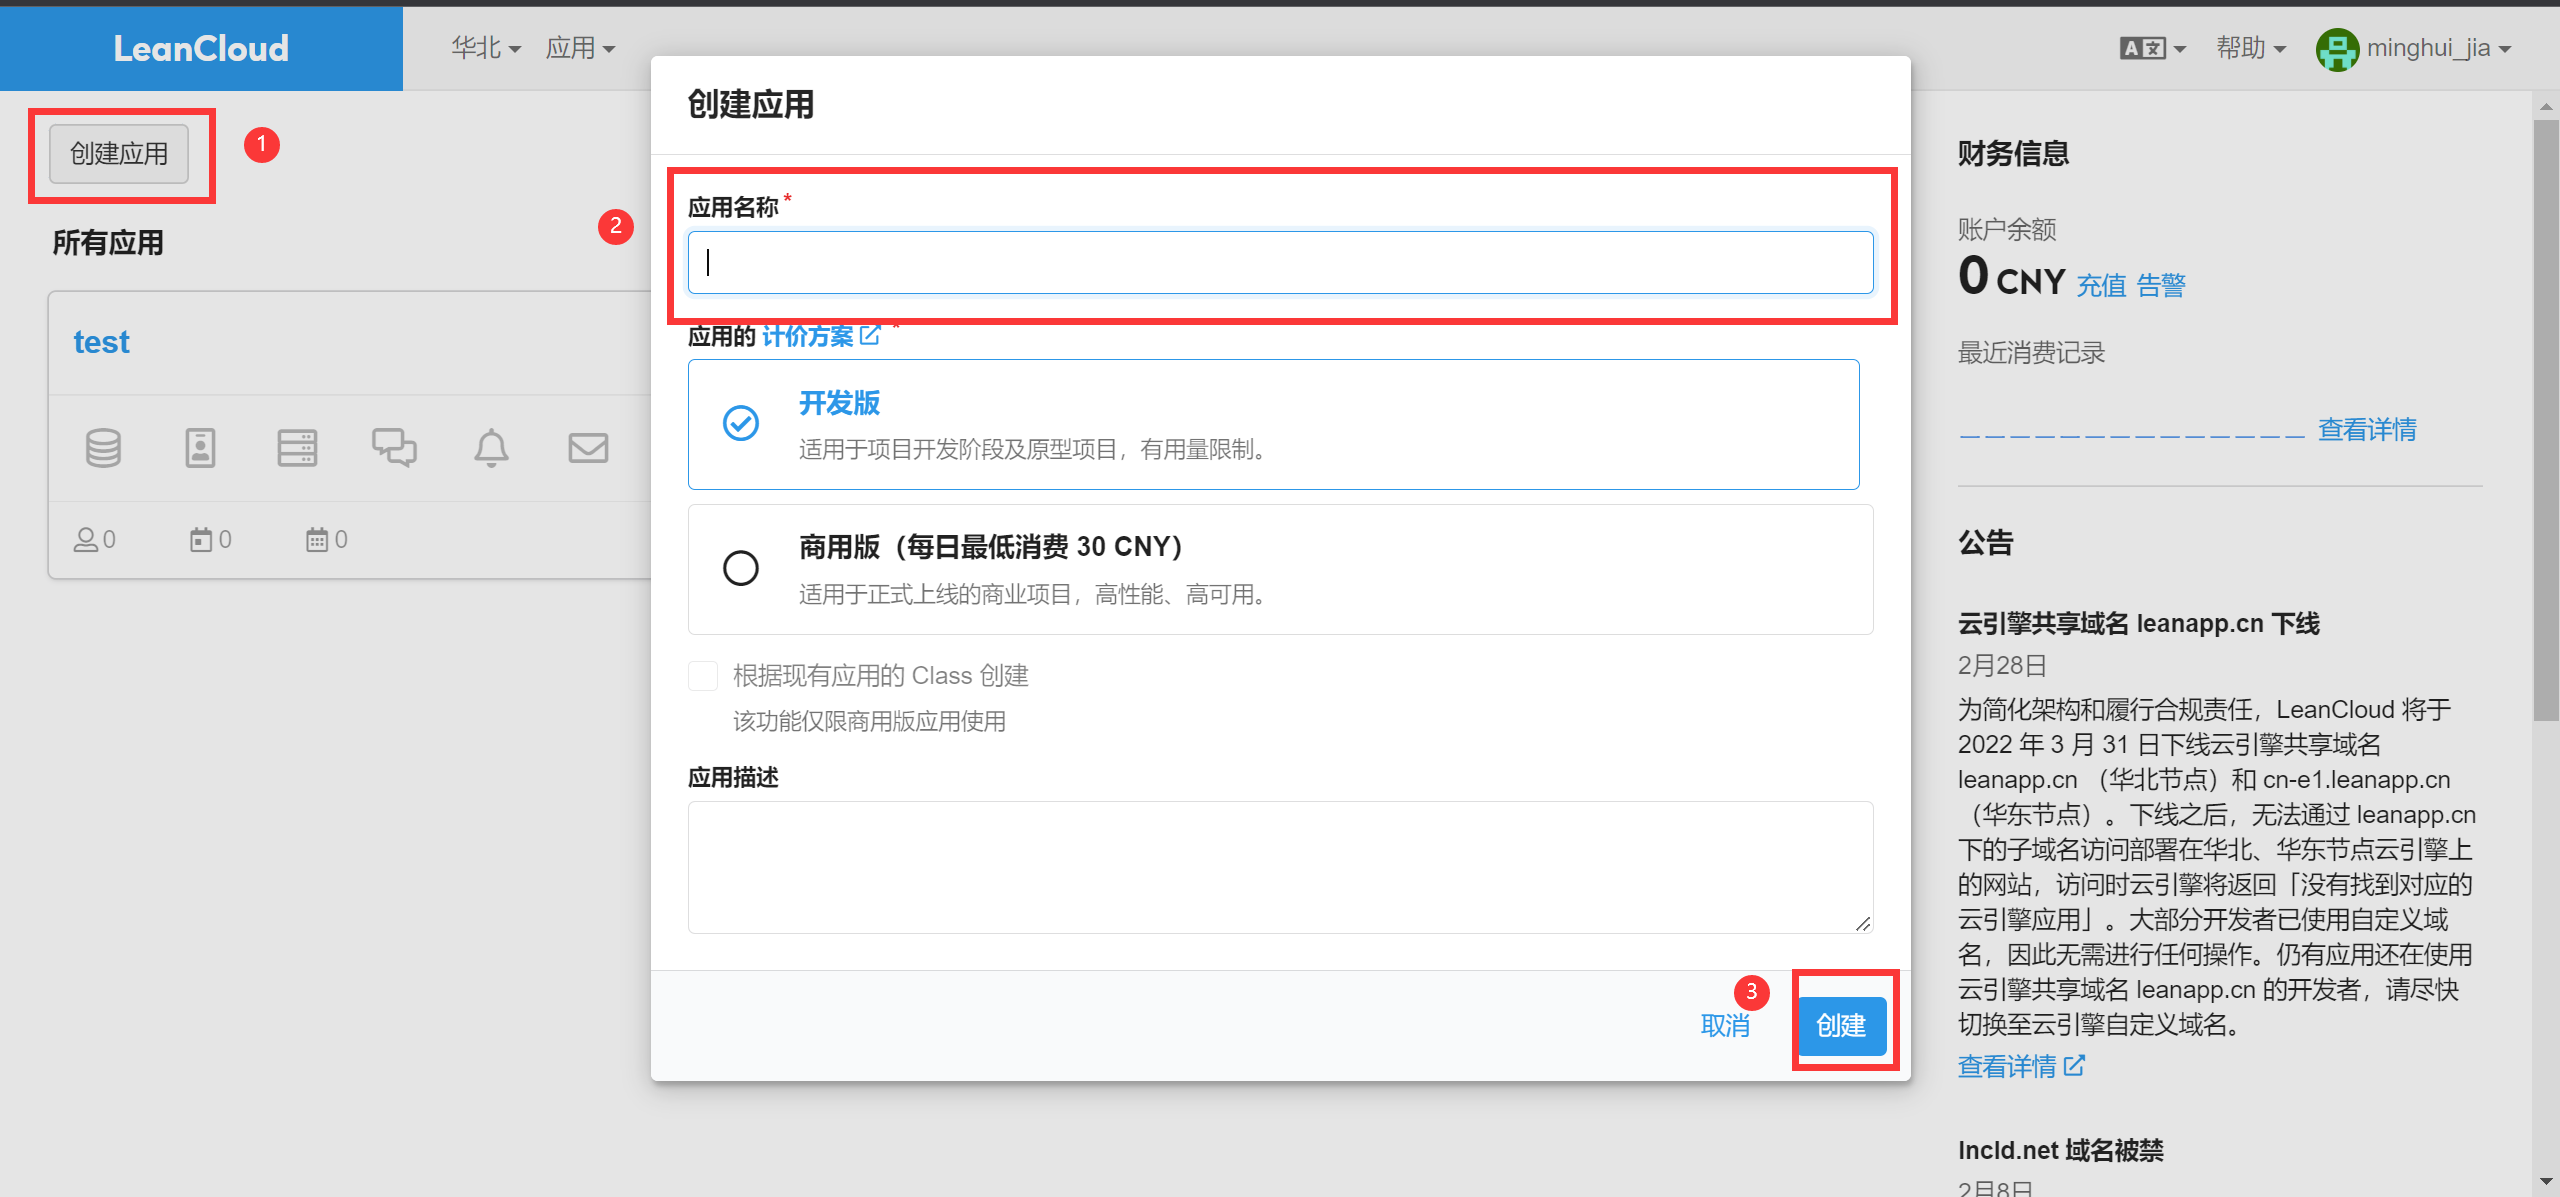 LeanCloud
华北
应用
A文
帮助
minghui_jia
创建应用
1
所有应用
2
test
0
0
0
创建应用
应用名称 *
应用的 计价方案 *
开发版
适用于项目开发阶段及原型项目，有用量限制。
商用版（每日最低消费 30 CNY）
适用于正式上线的商业项目，高性能、高可用。
根据现有应用的 Class 创建
该功能仅限商用版应用使用
应用描述
3
取消
创建
财务信息
账户余额
0 CNY 充值 告警
最近消费记录
查看详情
公告
云引擎共享域名 leanapp.cn 下线
2月28日
为简化架构和履行合规责任，LeanCloud 将于
2022 年 3 月 31 日下线云引擎共享域名
leanapp.cn （华北节点）和 cn-e1.leanapp.cn
（华东节点）。下线之后，无法通过 leanapp.cn
下的子域名访问部署在华北、华东节点云引擎上
的网站，访问时云引擎将返回「没有找到对应的
云引擎应用」。大部分开发者已使用自定义域
名，因此无需进行任何操作。仍有应用还在使用
云引擎共享域名 leanapp.cn 的开发者，请尽快
切换至云引擎自定义域名。
查看详情
lncld.net 域名被禁
2月8日